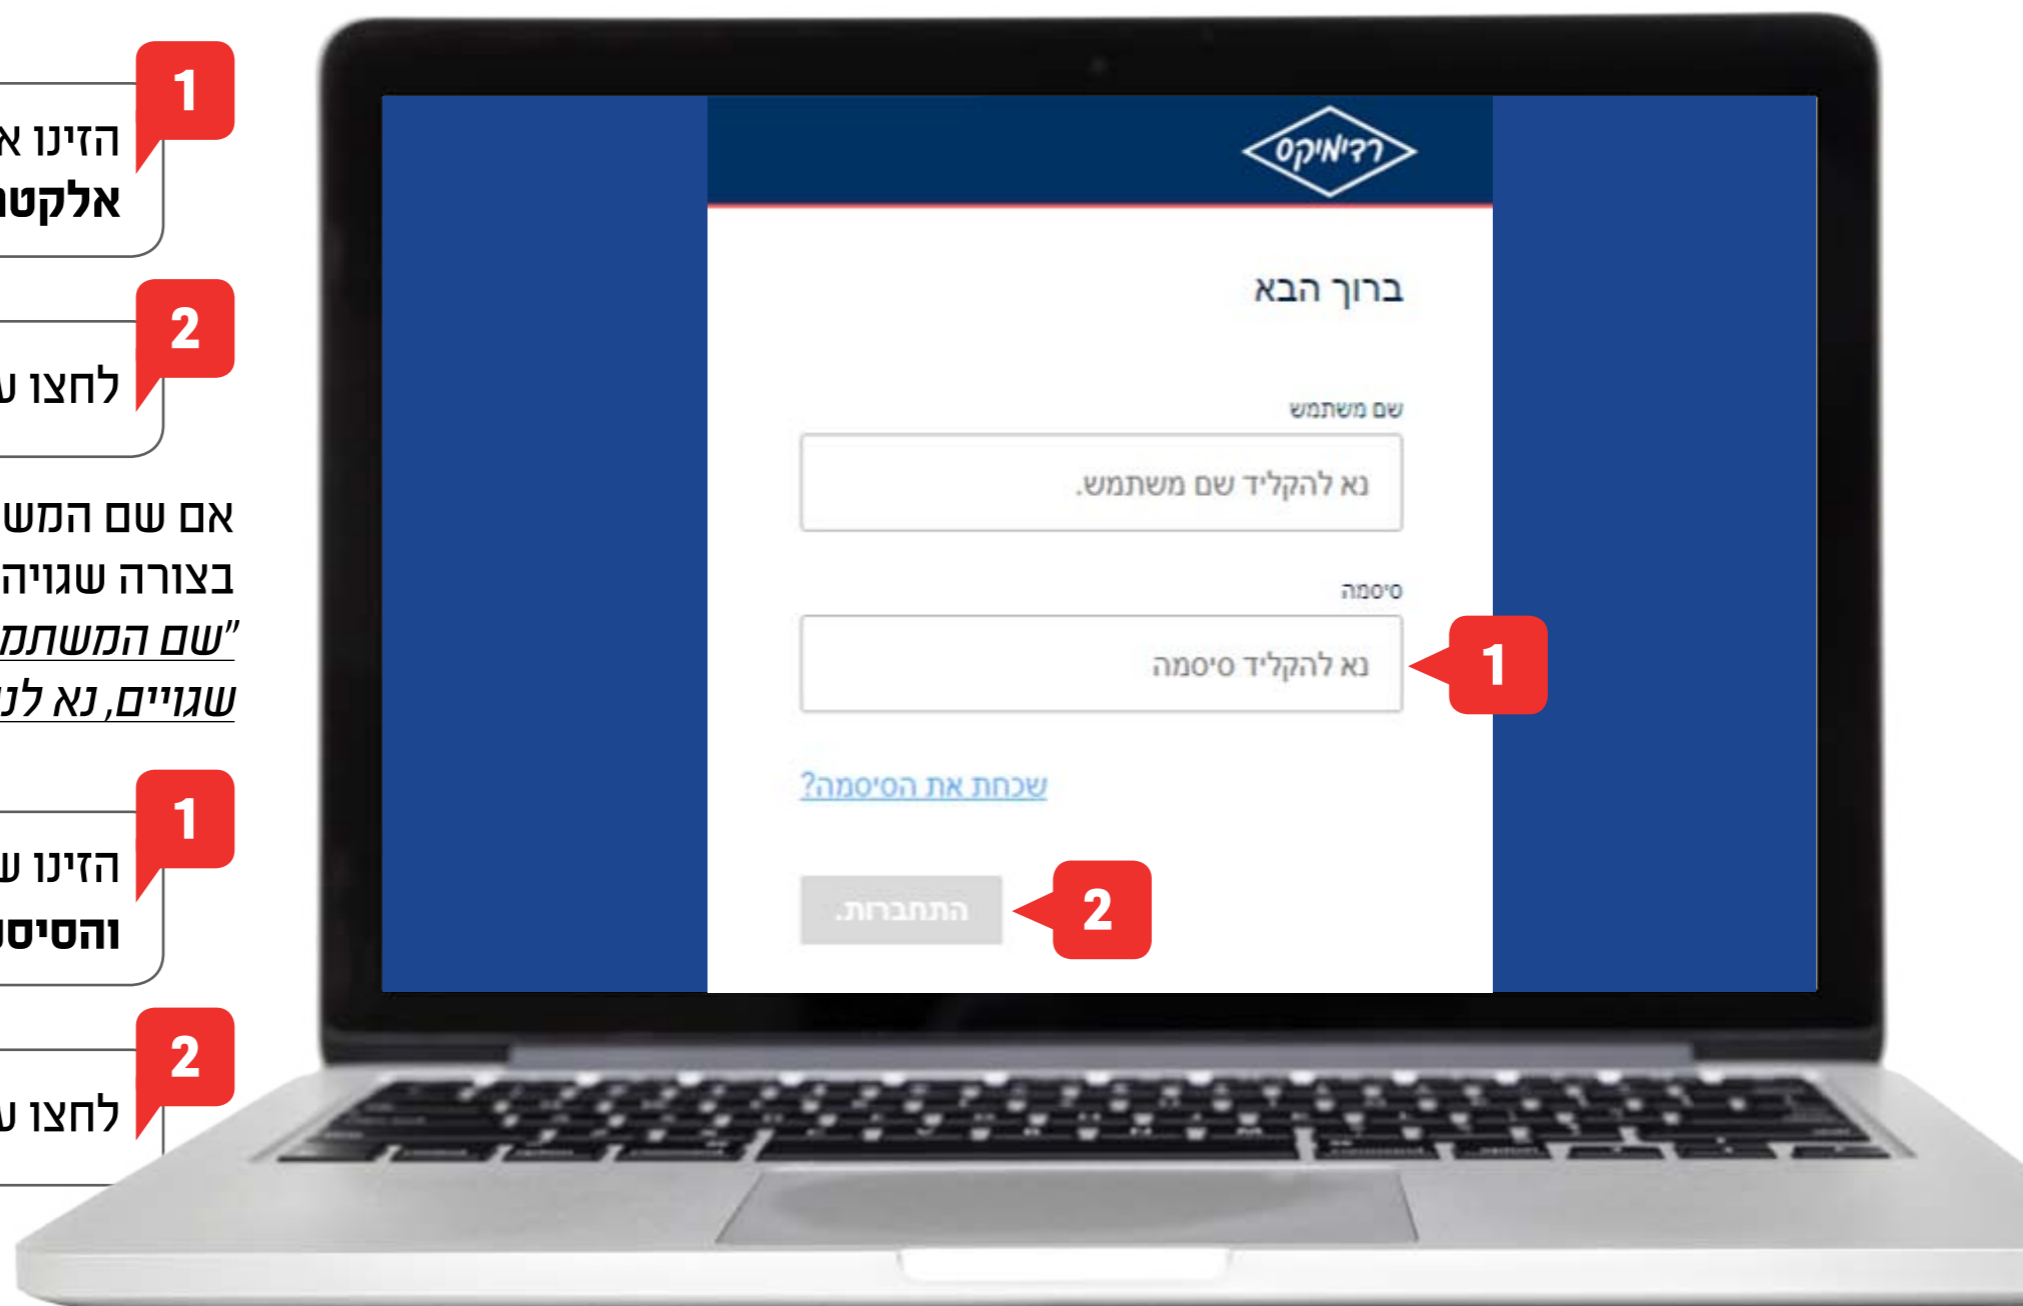 1
הזינו א
אלקטר
2
לחצו ע
אם שם המש
בצורה שגויה
"שם המשתמ
שגויים, נא לנ
1
הזינו ש
והסיס
2
לחצו ע
רדימיקס
ברוך הבא
שם משתמש
נא להקליד שם משתמש.
סיסמה
נא להקליד סיסמה
1
שכחת את הסיסמה?
התחברות.
2